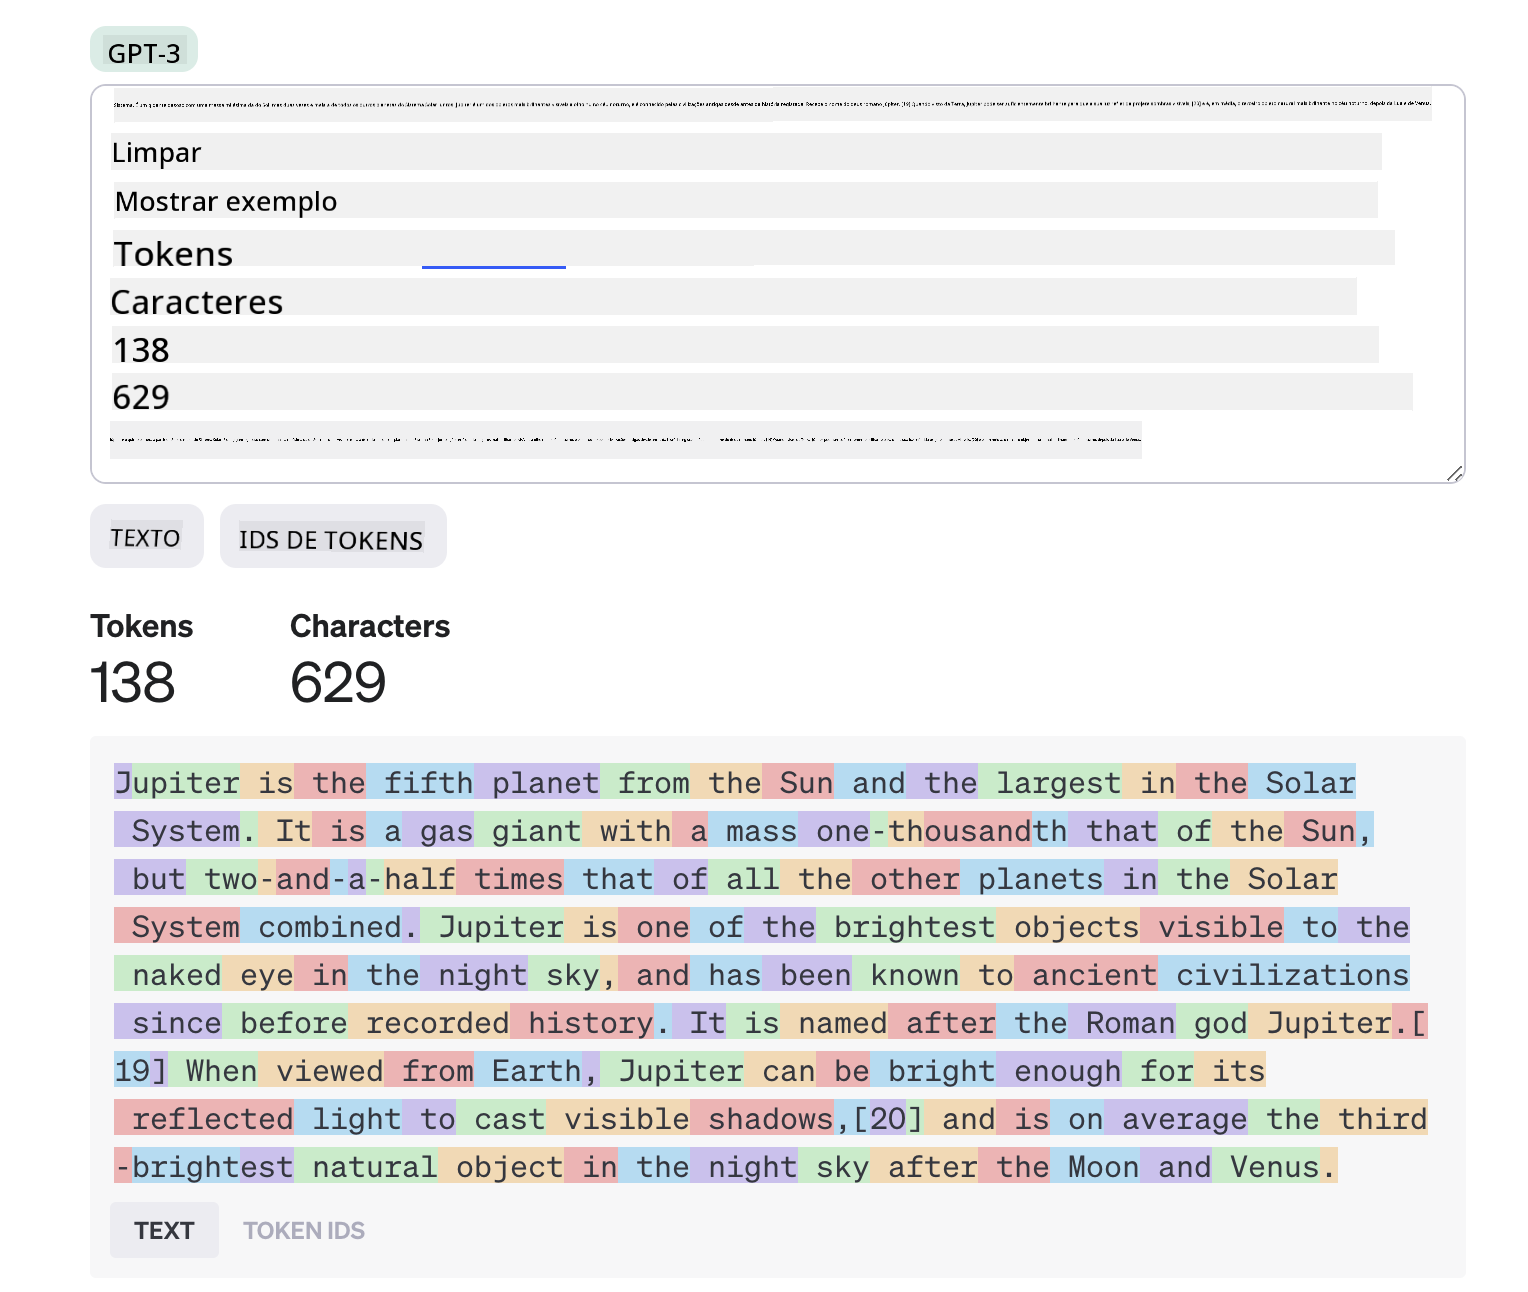 GPT-3
Limpar
Mostrar exemplo
Tokens
Caracteres
138
629
TEXTO IDS DE TOKENS
Tokens Characters
138 629
Jupiter is the fifth planet from the Sun and the largest in the Solar
System. It is a gas giant with a mass one-thousandth that of the Sun,
but two-and-a-half times that of all the other planets in the Solar
System combined. Jupiter is one of the brightest objects visible to the
naked eye in the night sky, and has been known to ancient civilizations
since before recorded history. It is named after the Roman god Jupiter.[
19] When viewed from Earth, Jupiter can be bright enough for its
reflected light to cast visible shadows,[20] and is on average the third
-brightest natural object in the night sky after the Moon and Venus.
TEXT TOKEN IDS